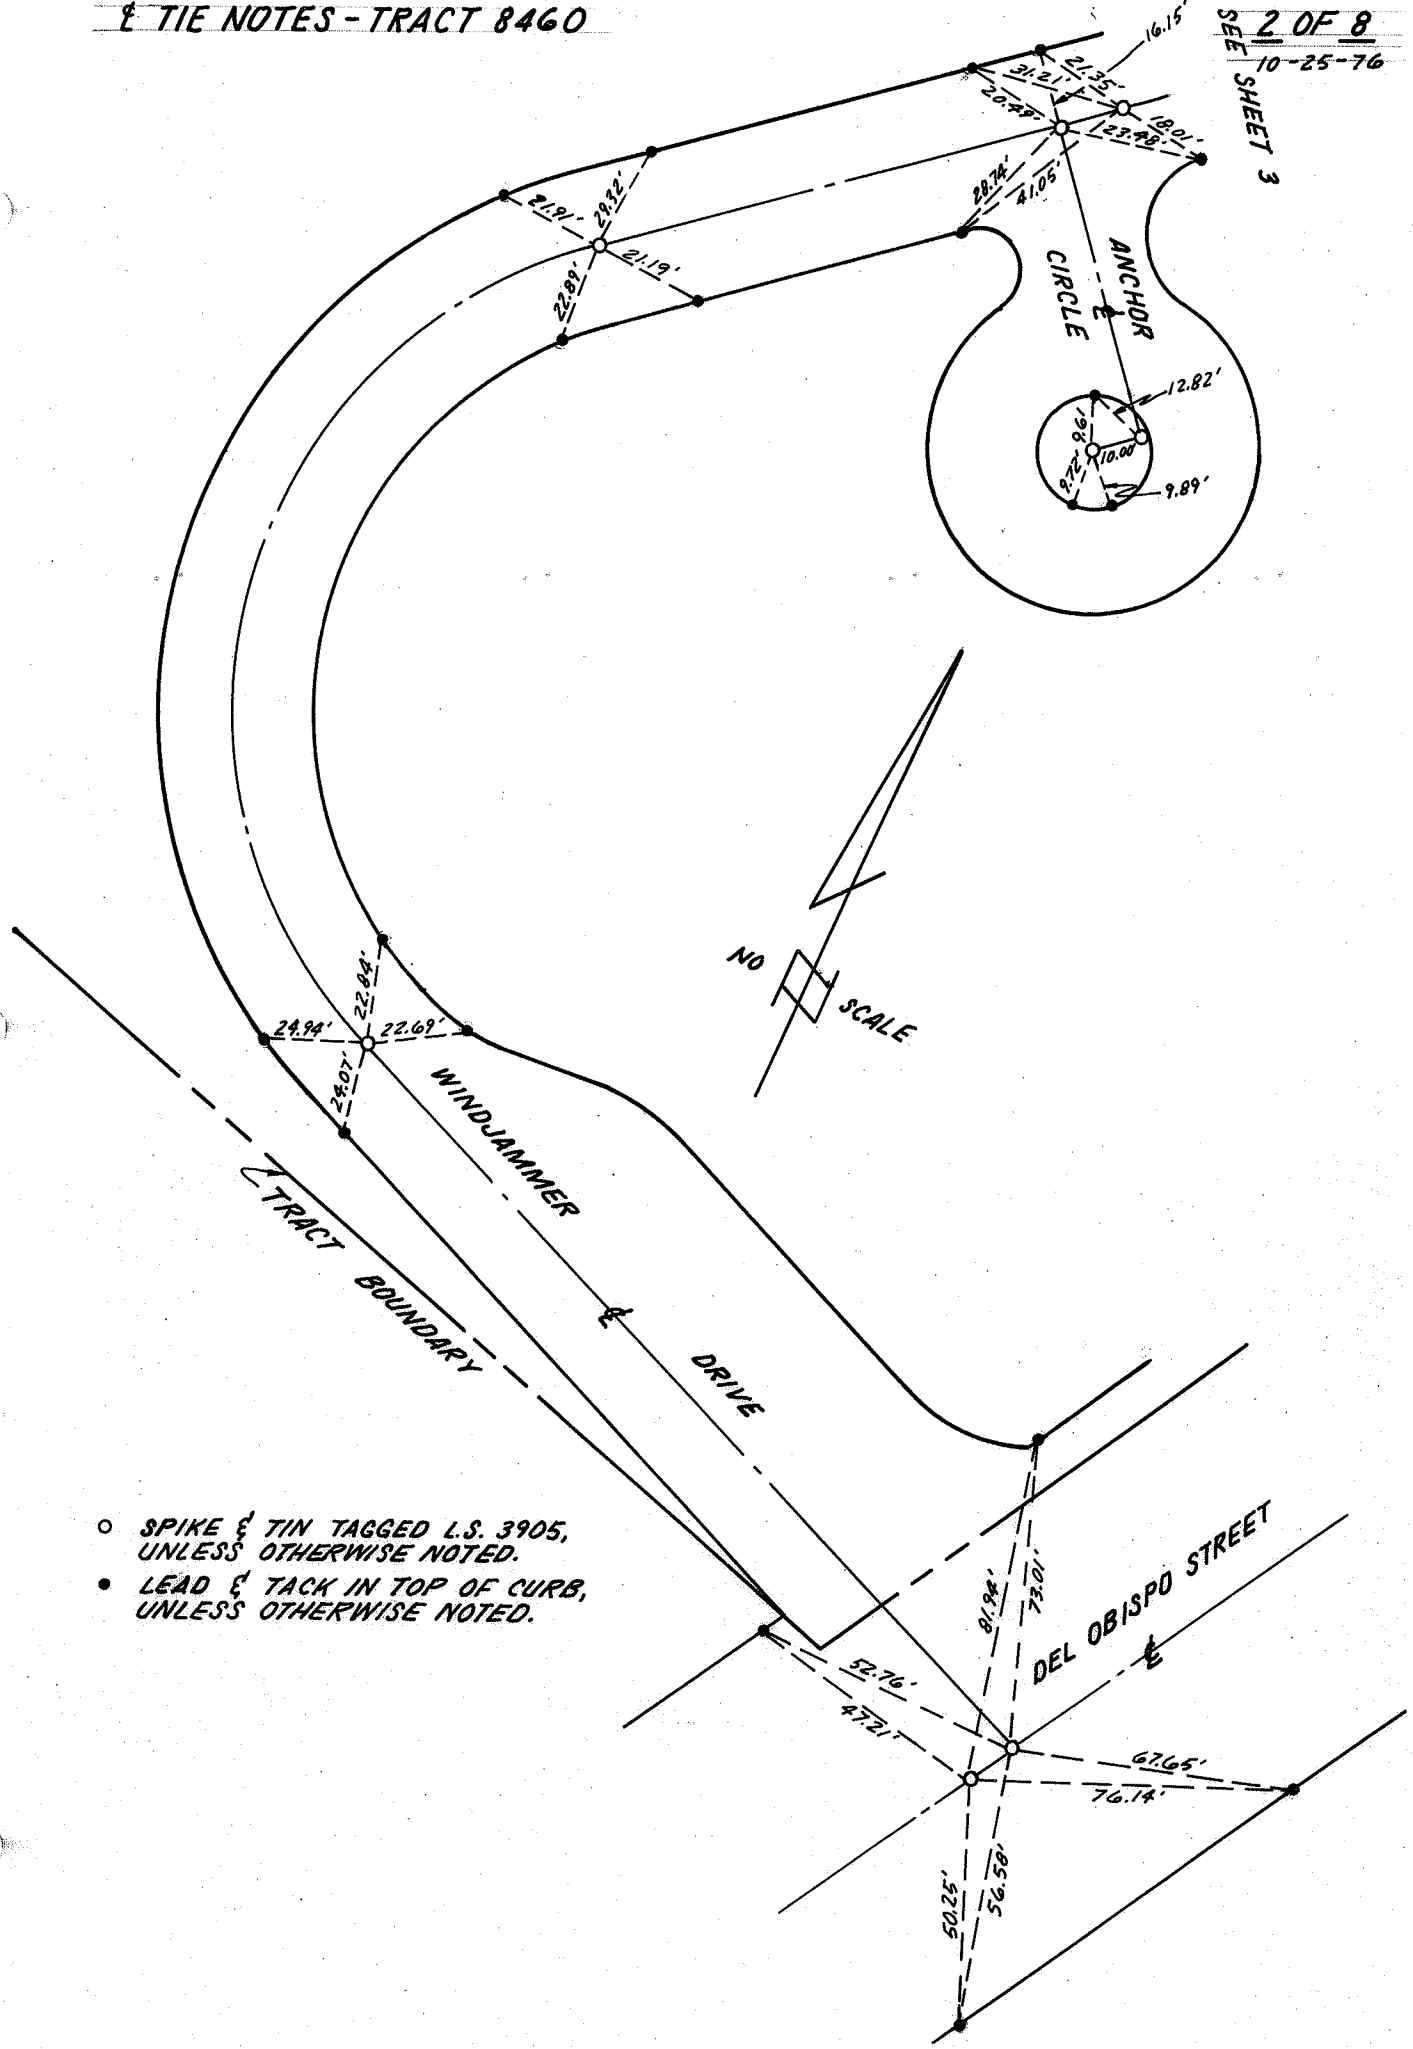 ℄ TIE NOTES - TRACT 8460
2 OF 8
10-25-76
SEE SHEET 3
16.15'
21.35'
31.21'
20.49'
18.01'
23.48'
28.74'
41.05'
21.91'
29.32'
21.19'
22.89'
ANCHOR
CIRCLE
℄
12.82'
9.61
10.00'
9.72'
9.89'
NO
SCALE
22.84'
24.94'
22.69'
24.07'
WINDJAMMER
℄
DRIVE
TRACT BOUNDARY
SPIKE & TIN TAGGED L.S. 3905,
UNLESS OTHERWISE NOTED.
LEAD & TACK IN TOP OF CURB,
UNLESS OTHERWISE NOTED.
81.94'
73.01'
DEL OBISPO STREET
℄
52.76'
47.21'
67.65'
76.14'
50.25'
56.58'